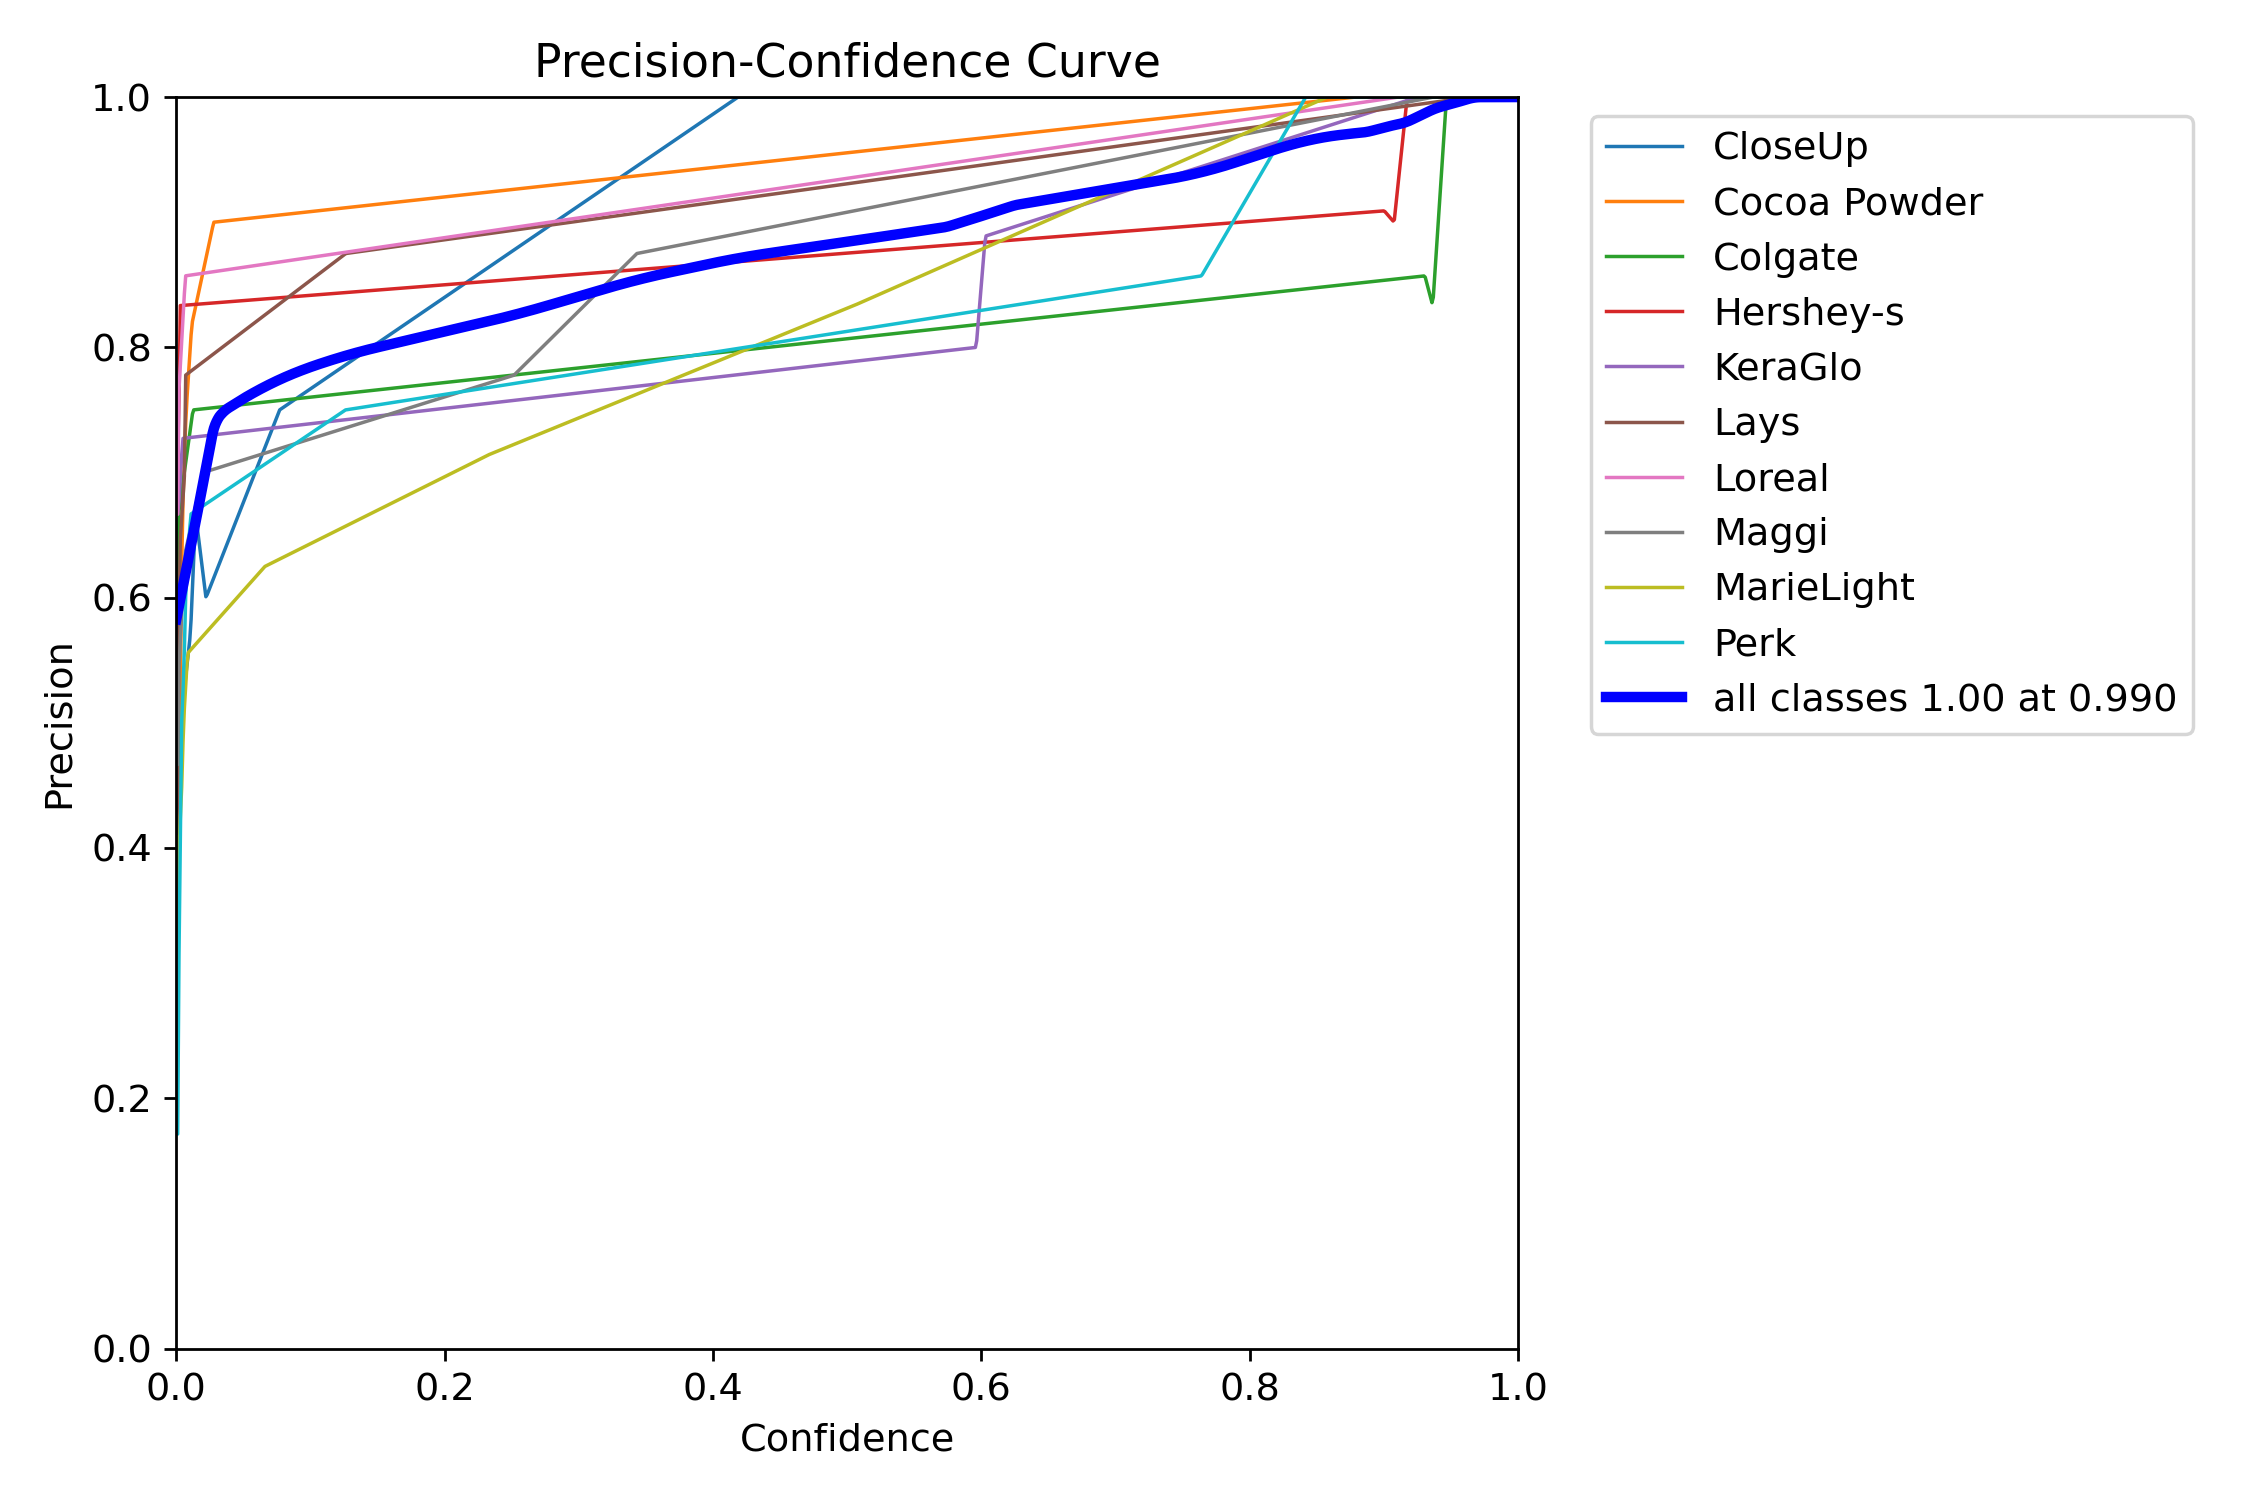 Precision-Confidence Curve
1.0
0.8
0.6
0.4
0.2
0.0
Precision
0.0 0.2 0.4 0.6 0.8 1.0
Confidence
CloseUp
Cocoa Powder
Colgate
Hershey-s
KeraGlo
Lays
Loreal
Maggi
MarieLight
Perk
all classes 1.00 at 0.990